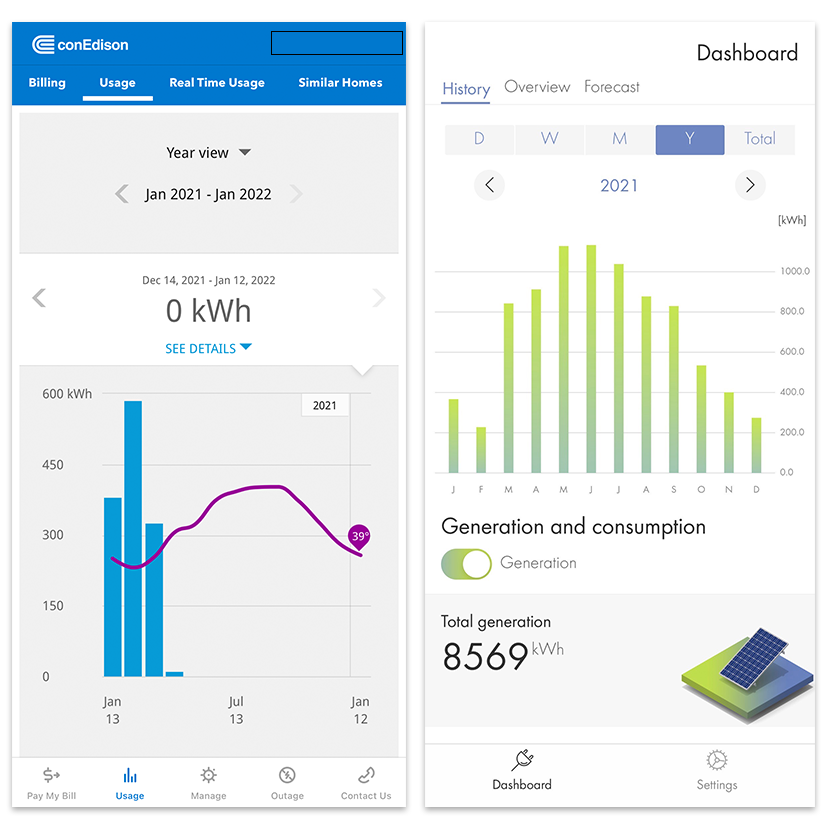 conEdison
Billing Usage Real Time Usage Similar Homes
Year view
Jan 2021 - Jan 2022
Dec 14, 2021 - Jan 12, 2022
0 kWh
SEE DETAILS
600 kWh
2021
450
300
39°
150
0
Jan Jul Jan
13 13 12
Pay My Bill Usage Manage Outage Contact Us
Dashboard
History Overview Forecast
D W M Y Total
2021
[kWh]
1000.0
800.0
600.0
400.0
200.0
0.0
J F M A M J J A S O N D
Generation and consumption
Generation
Total generation
8569 kWh
Dashboard Settings